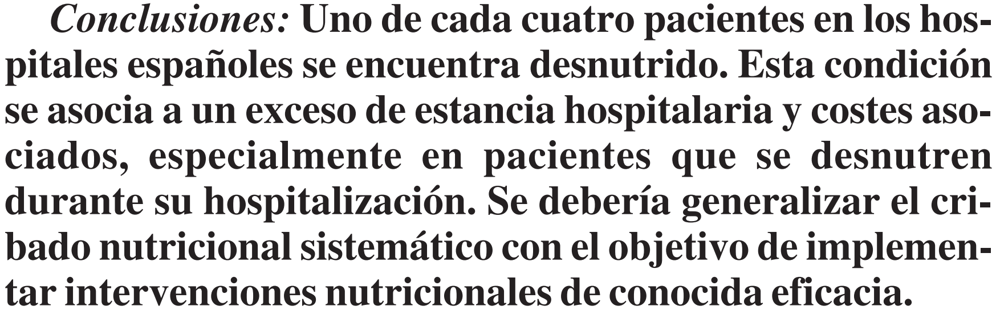 Conclusiones: Uno de cada cuatro pacientes en los hos-
pitales españoles se encuentra desnutrido. Esta condición
se asocia a un exceso de estancia hospitalaria y costes aso-
ciados, especialmente en pacientes que se desnutren
durante su hospitalización. Se debería generalizar el cri-
bado nutricional sistemático con el objetivo de implemen-
tar intervenciones nutricionales de conocida eficacia.